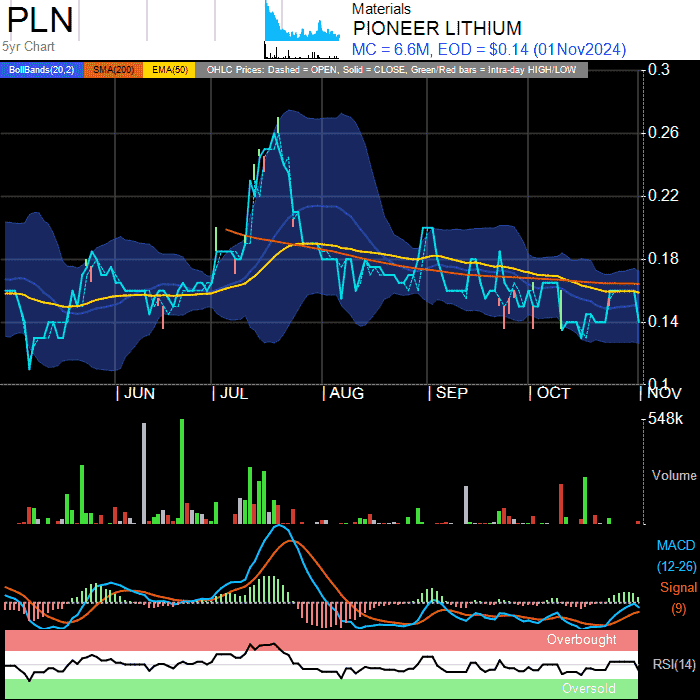 PLN
5yr Chart
Materials
PIONEER LITHIUM
MC = 6.6M, EOD = $0.14 (01Nov2024)
BollBands(20,2) SMA(200) EMA(50) OHLC Prices: Dashed = OPEN, Solid = CLOSE, Green/Red bars = Intra-day HIGH/LOW
0.3
0.26
0.22
0.18
0.14
0.1
JUN JUL AUG SEP OCT NOV
548k
Volume
MACD
(12-26)
Signal
(9)
Overbought
RSI(14)
Oversold